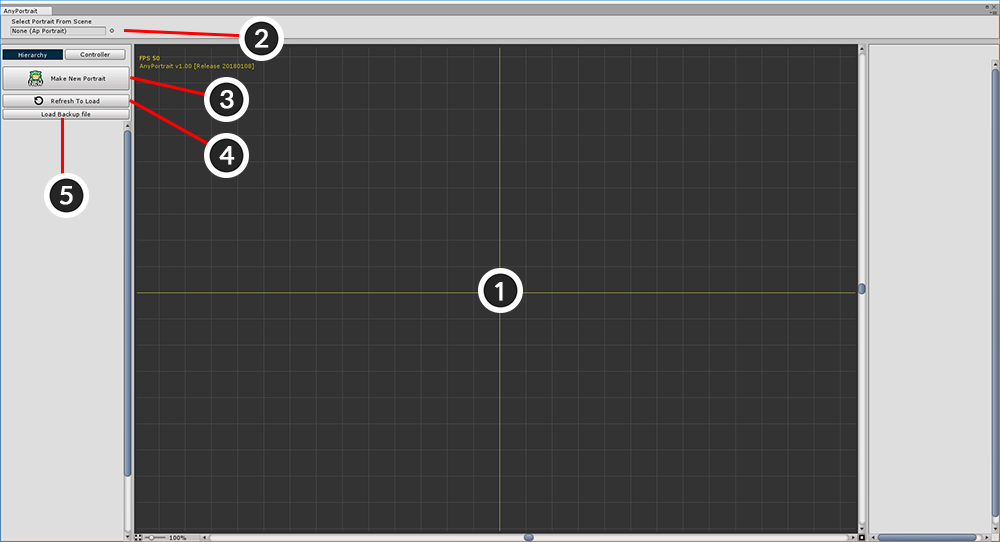 AnyPortrait
Select Portrait From Scene
None (Ap Portrait)
2
Hierarchy
Controller
FPS 50
AnyPortrait v1.00 [Release 20180108]
Make New Portrait
3
Refresh To Load
Load Backup file
4
5
1
100%